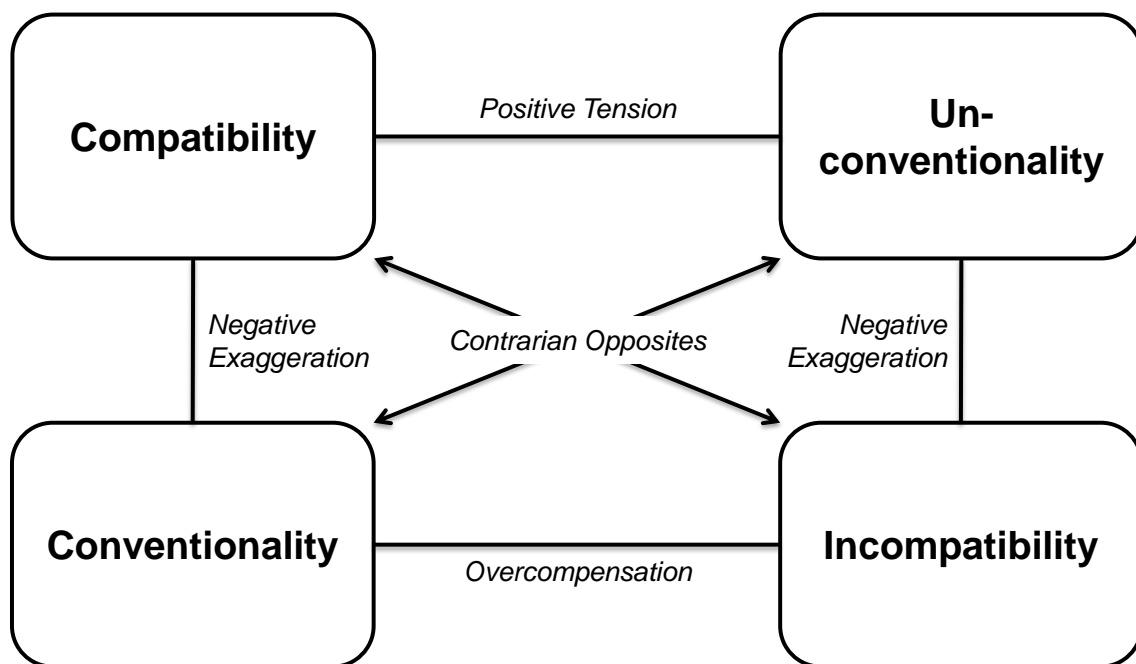 Positive Tension
Compatibility
Un-
conventionality
Negative
Exaggeration
Contrarian Opposites
Negative
Exaggeration
Conventionality
Incompatibility
Overcompensation